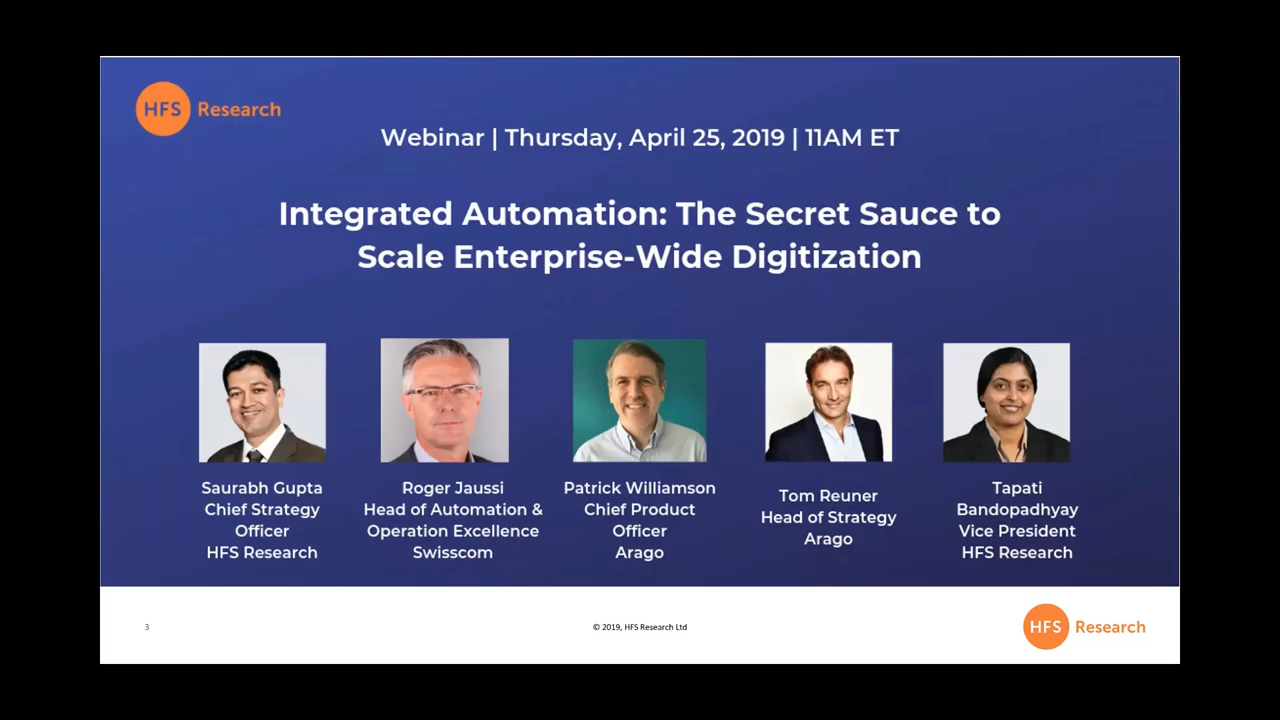 HFS Research
Webinar | Thursday, April 25, 2019 | 11AM ET
Integrated Automation: The Secret Sauce to
Scale Enterprise-Wide Digitization
Saurabh Gupta
Chief Strategy
Officer
HFS Research
Roger Jaussi
Head of Automation &
Operation Excellence
Swisscom
Patrick Williamson
Chief Product
Officer
Arago
Tom Reuner
Head of Strategy
Arago
Tapati
Bandopadhyay
Vice President
HFS Research
3
© 2019, HFS Research Ltd
HFS Research